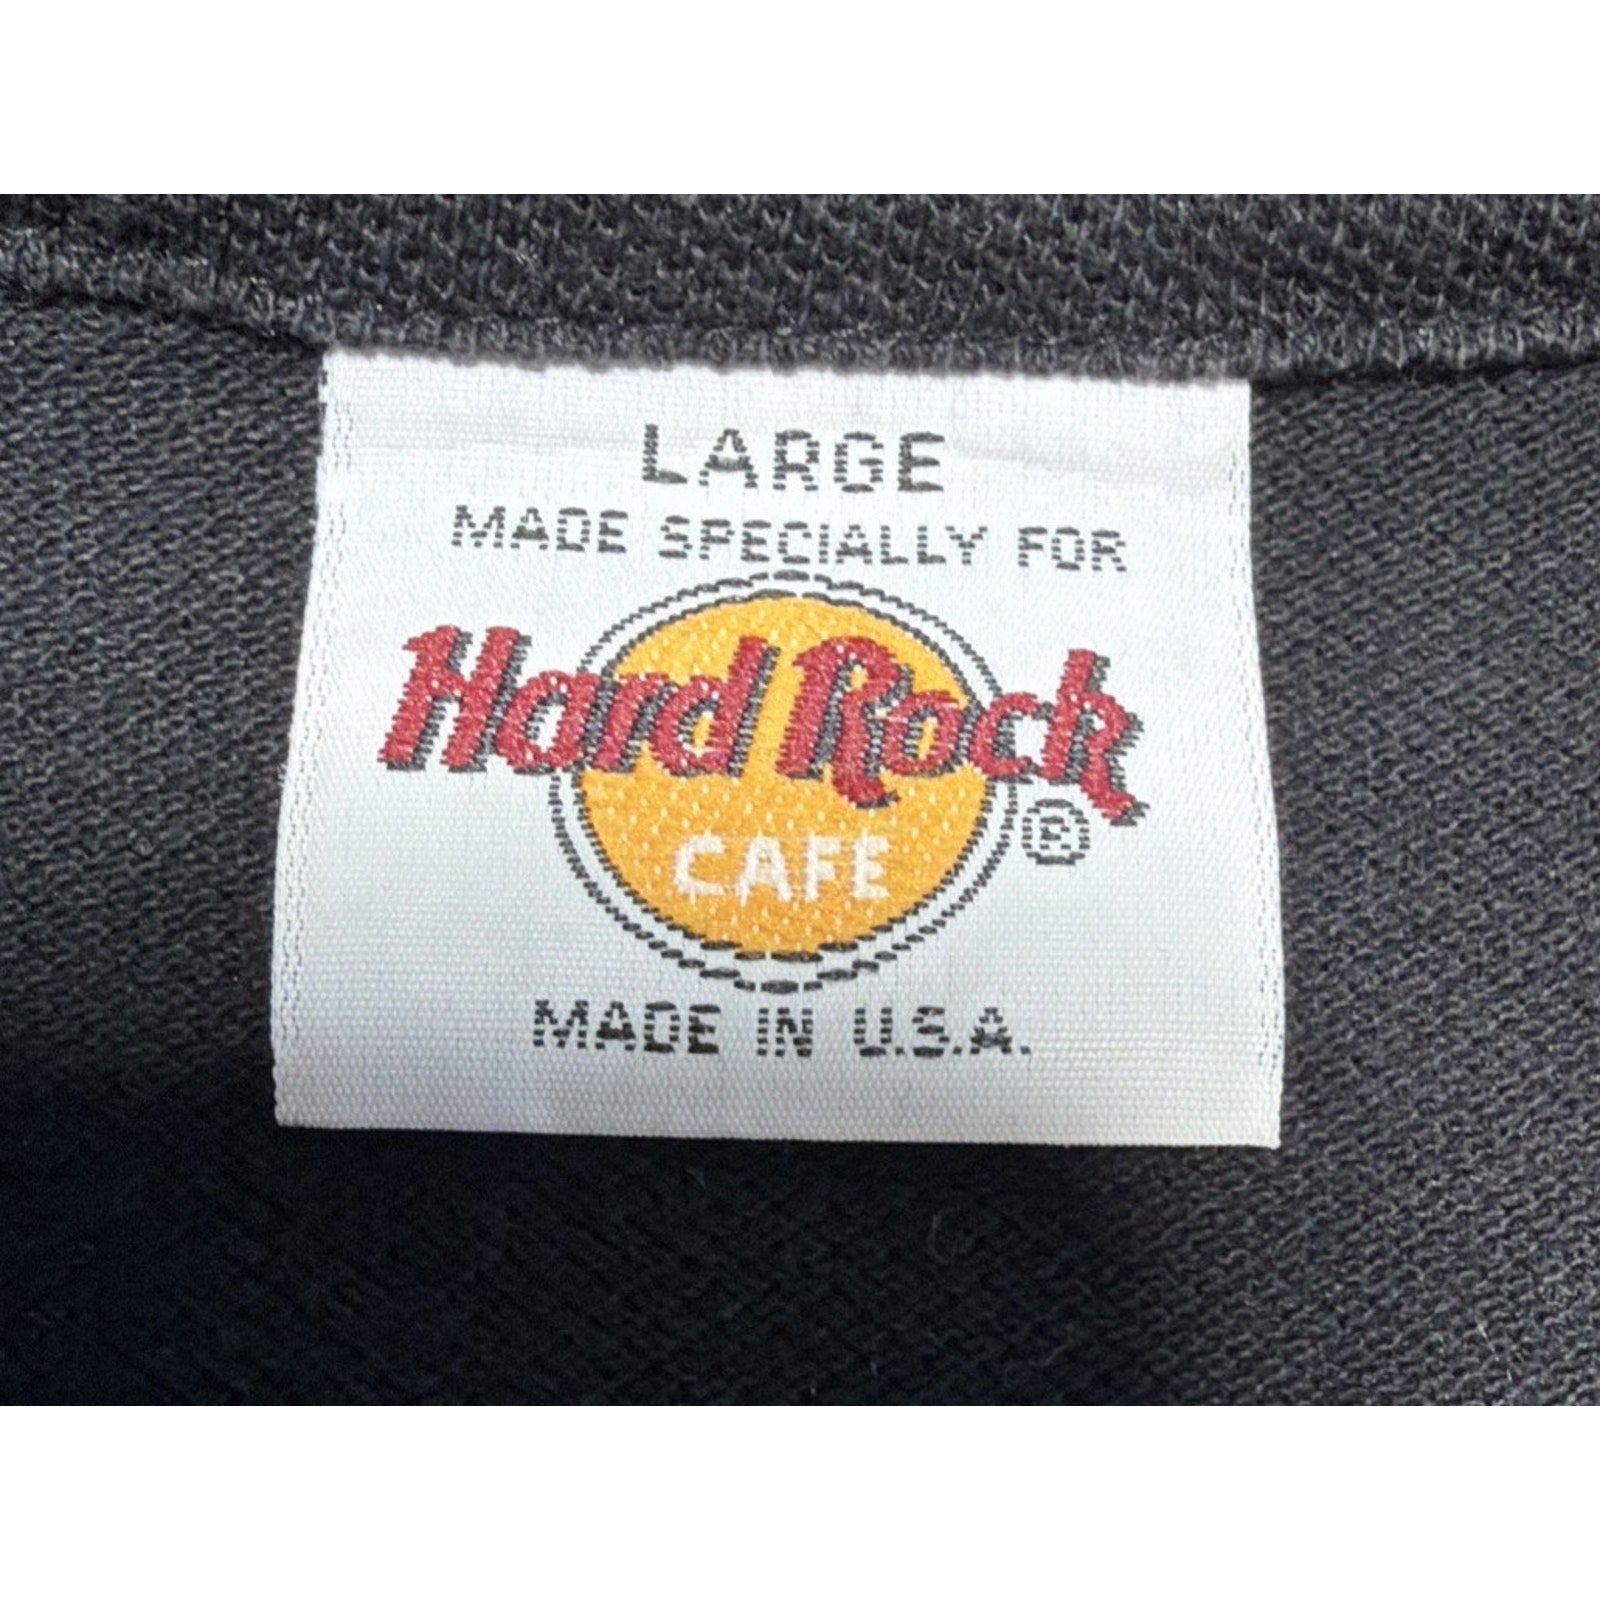 LARGE
MADE SPECIALLY FOR
Hard Rock
®
CAFE
MADE IN U.S.A.